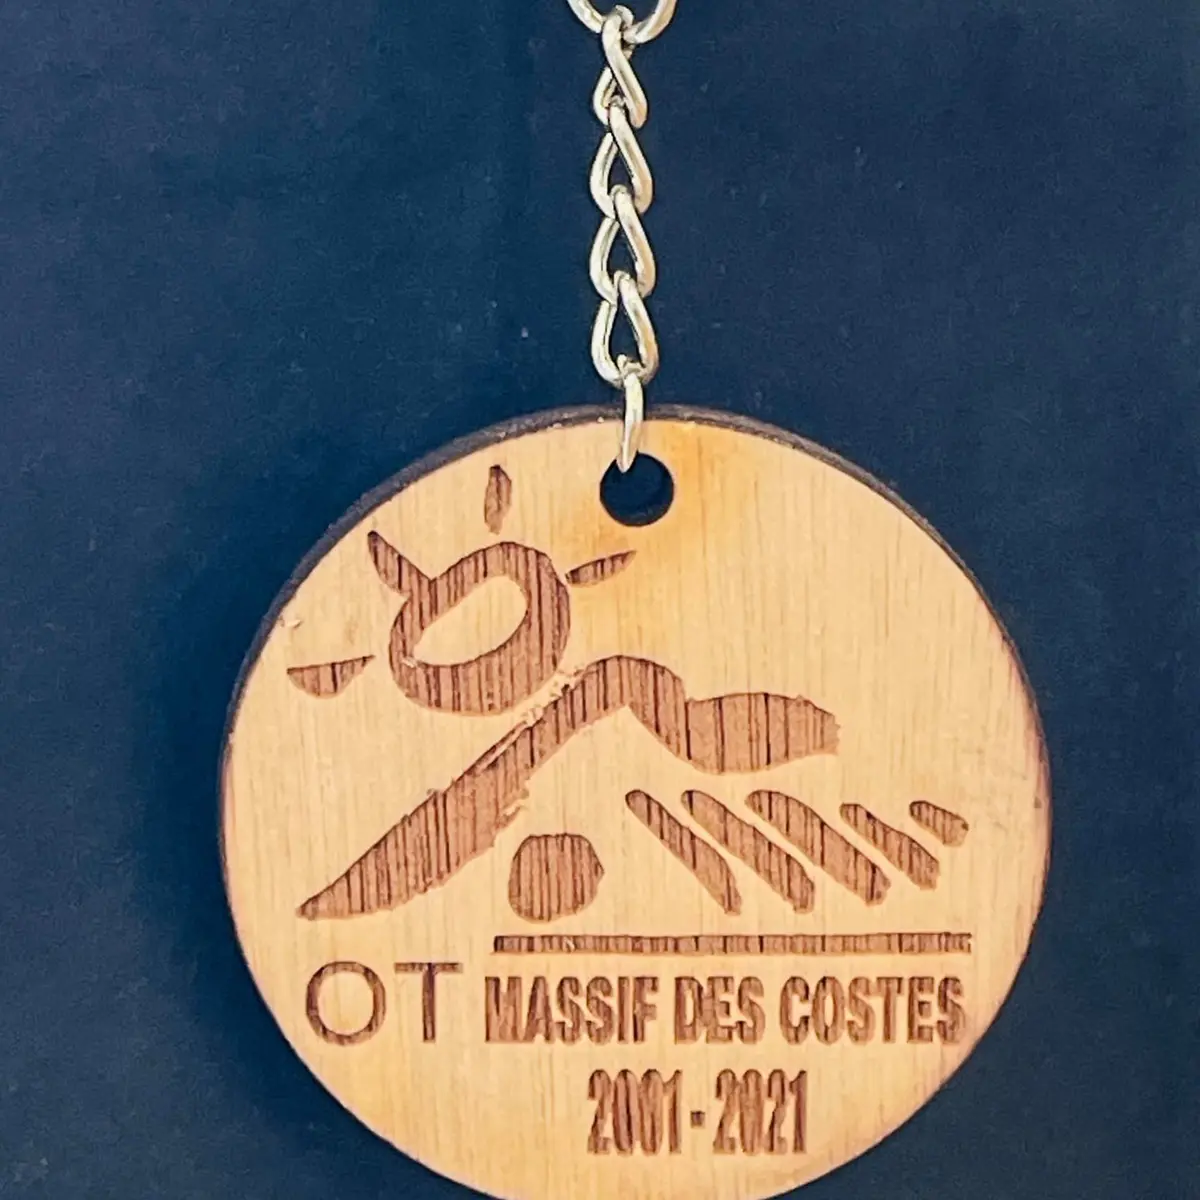 OT MASSIF DES COSTES
2001-2021